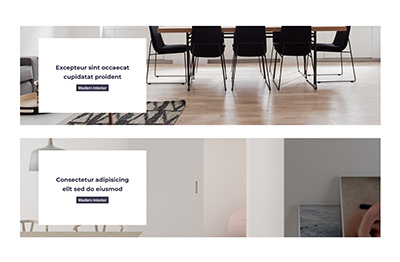 Excepteur sint occaecat
cupidatat proident
Modern Interior
Consectetur adipisicing
elit sed do eiusmod
Modern Interior